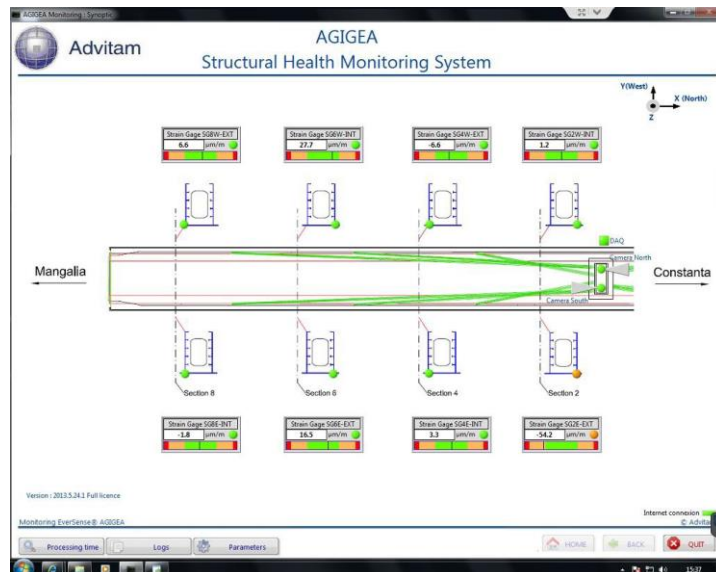 AGIGEA Monitoring : Synoptic
Advitam
AGIGEA
Structural Health Monitoring System
Y(West)
X (North)
Z
Strain Gage SG8W-EXT
6.6 µm/m
Strain Gage SG6W-INT
27.7 µm/m
Strain Gage SG4W-EXT
-6.6 µm/m
Strain Gage SG2W-INT
1.2 µm/m
DAQ
Camera North
Mangalia
Constanta
Camera South
Section 8
Section 6
Section 4
Section 2
Strain Gage SG8E-INT
-1.8 µm/m
Strain Gage SG6E-EXT
16.5 µm/m
Strain Gage SG4E-INT
3.3 µm/m
Strain Gage SG2E-EXT
-54.2 µm/m
Version : 2013.5.24.1 Full licence
Internet connexion
Monitoring EverSense® AGIGEA
© Advita
Processing time
Logs
Parameters
HOME
BACK
QUIT
15:37